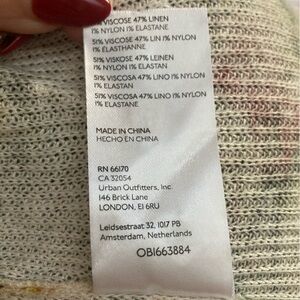 51% VISCOSE 47% LINEN
1% NYLON 1% ELASTANE
51% VISCOSE 47% LIN 1% NYLON
1% ÉLASTHANNE
51% VISKOSE 47% LEINEN
1% NYLON 1% ELASTAN
51% VISCOSA 47% LINO 1% NYLON
1% ELASTAN
51% VISCOSA 47% LINO 1% NYLON
1% ELASTANE
MADE IN CHINA
HECHO EN CHINA
RN 66170
CA 32054
Urban Outfitters, Inc.
146 Brick Lane
LONDON, E1 6RU
Leidsestraat 32, 1017 PB
Amsterdam, Netherlands
OB1663884